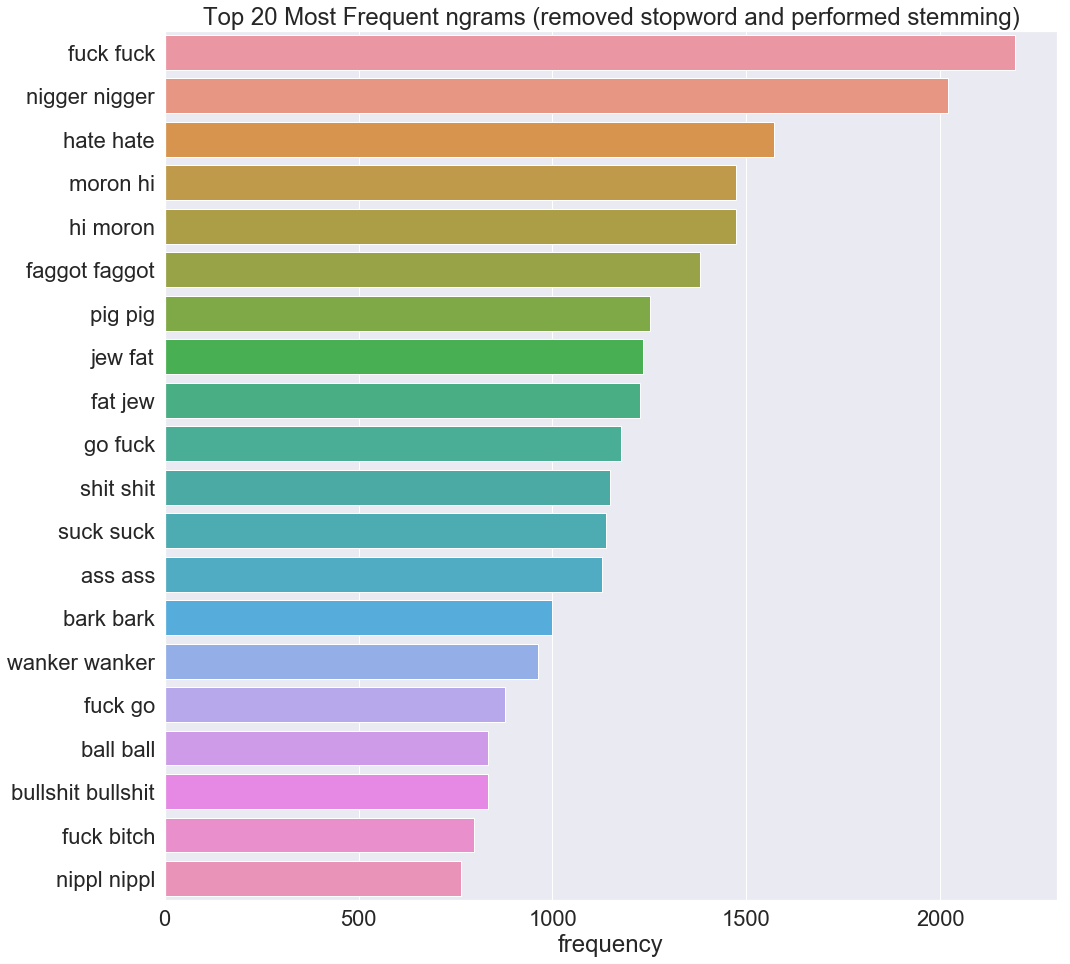 Top 20 Most Frequent ngrams (removed stopword and performed stemming)
fuck fuck
nigger nigger
hate hate
moron hi
hi moron
faggot faggot
pig pig
jew fat
fat jew
go fuck
shit shit
suck suck
ass ass
bark bark
wanker wanker
fuck go
ball ball
bullshit bullshit
fuck bitch
nippl nippl
0 500 1000 1500 2000
frequency